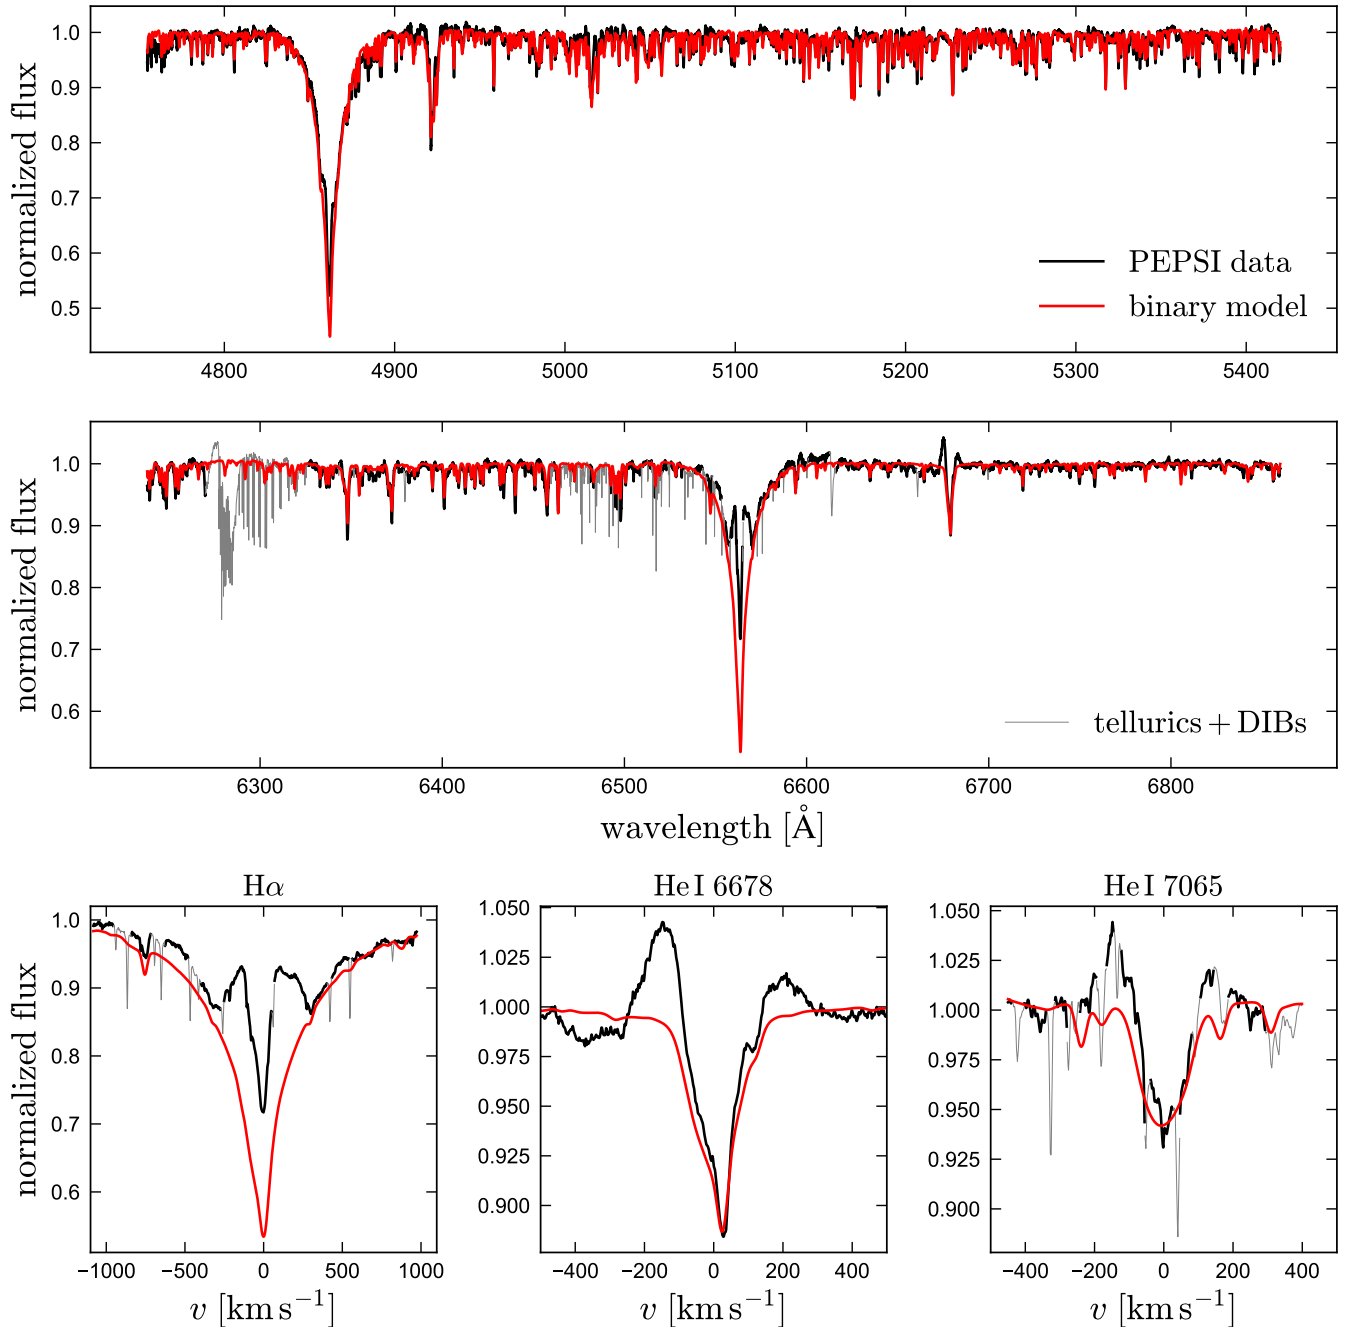 normalized flux
1.0
0.9
0.8
0.7
0.6
0.5
PEPSI data
binary model
4800 4900 5000 5100 5200 5300 5400
normalized flux
1.0
0.9
0.8
0.7
0.6
tellurics + DIBs
6300 6400 6500 6600 6700 6800
wavelength [Å]
Hα
normalized flux
1.0
0.9
0.8
0.7
0.6
−1000 −500 0 500 1000
v [km s⁻¹]
He I 6678
1.050
1.025
1.000
0.975
0.950
0.925
0.900
−400 −200 0 200 400
v [km s⁻¹]
He I 7065
1.050
1.025
1.000
0.975
0.950
0.925
0.900
−400 −200 0 200 400
v [km s⁻¹]